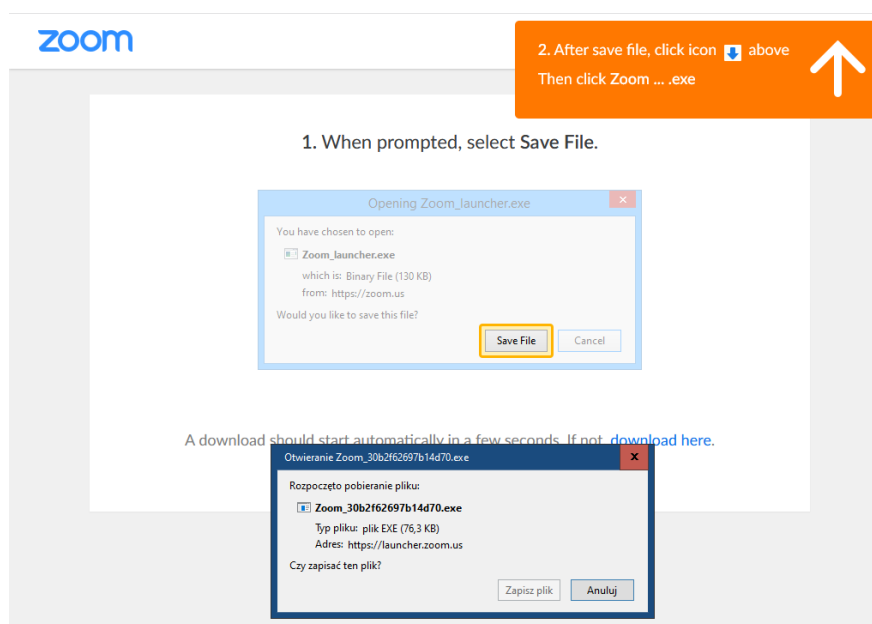 zoom
2. After save file, click icon above
Then click Zoom ... .exe
1. When prompted, select Save File.
Opening Zoom_launcher.exe
x
You have chosen to open:
Zoom_launcher.exe
which is: Binary File (130 KB)
from: https://zoom.us
Would you like to save this file?
Save File Cancel
A download should start automatically in a few seconds. If not, download here.
Otwieranie Zoom_30b2f62697b14d70.exe
x
Rozpoczęto pobieranie pliku:
Zoom_30b2f62697b14d70.exe
Typ pliku: plik EXE (76,3 KB)
Adres: https://launcher.zoom.us
Czy zapisać ten plik?
Zapisz plik Anuluj